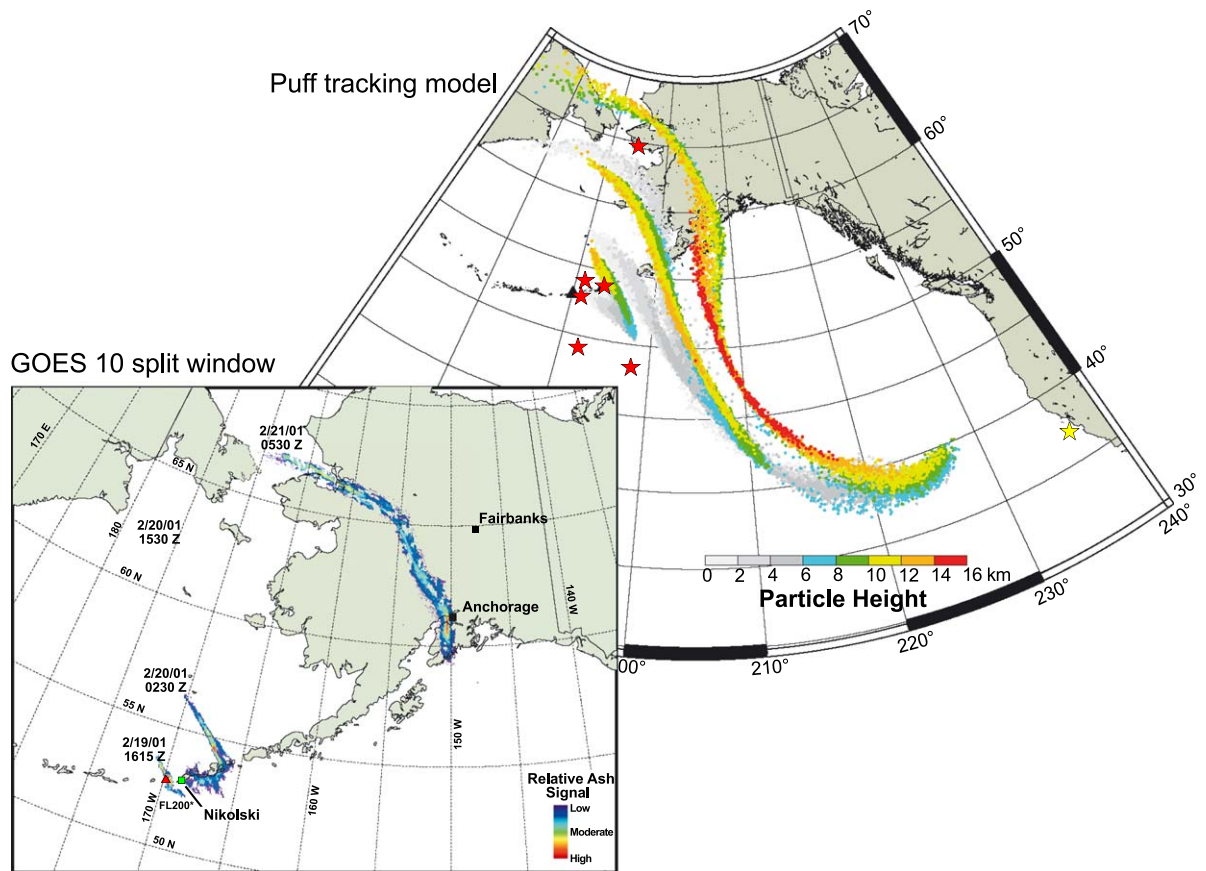 Puff tracking model
70°
60°
50°
40°
30°
240°
230°
220°
210°
00°
0 2 4 6 8 10 12 14 16 km
Particle Height
GOES 10 split window
170 E
65 N
180
2/21/01
0530 Z
2/20/01
1530 Z
Fairbanks
60 N
140 W
Anchorage
2/20/01
0230 Z
55 N
150 W
2/19/01
1615 Z
170 W
FL200*
Nikolski
160 W
50 N
Relative Ash
Signal
Low
Moderate
High